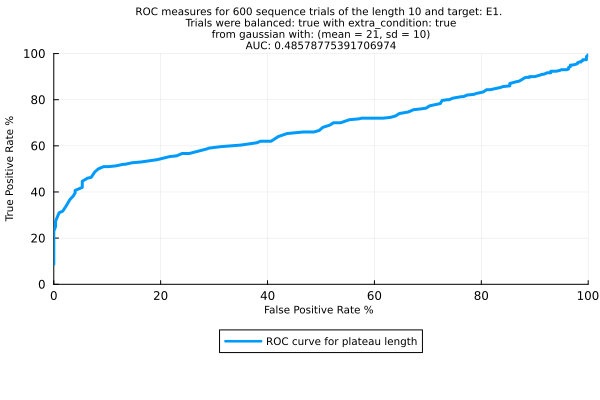 ROC measures for 600 sequence trials of the length 10 and target: E1.
Trials were balanced: true with extra_condition: true
from gaussian with: (mean = 21, sd = 10)
AUC: 0.48578775391706974
100
80
60
40
20
0
True Positive Rate %
0 20 40 60 80 100
False Positive Rate %
ROC curve for plateau length